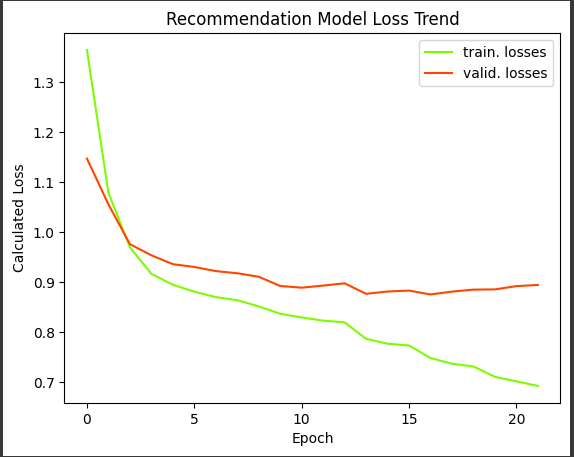 Recommendation Model Loss Trend
train. losses
valid. losses
Calculated Loss
1.3
1.2
1.1
1.0
0.9
0.8
0.7
0 5 10 15 20
Epoch